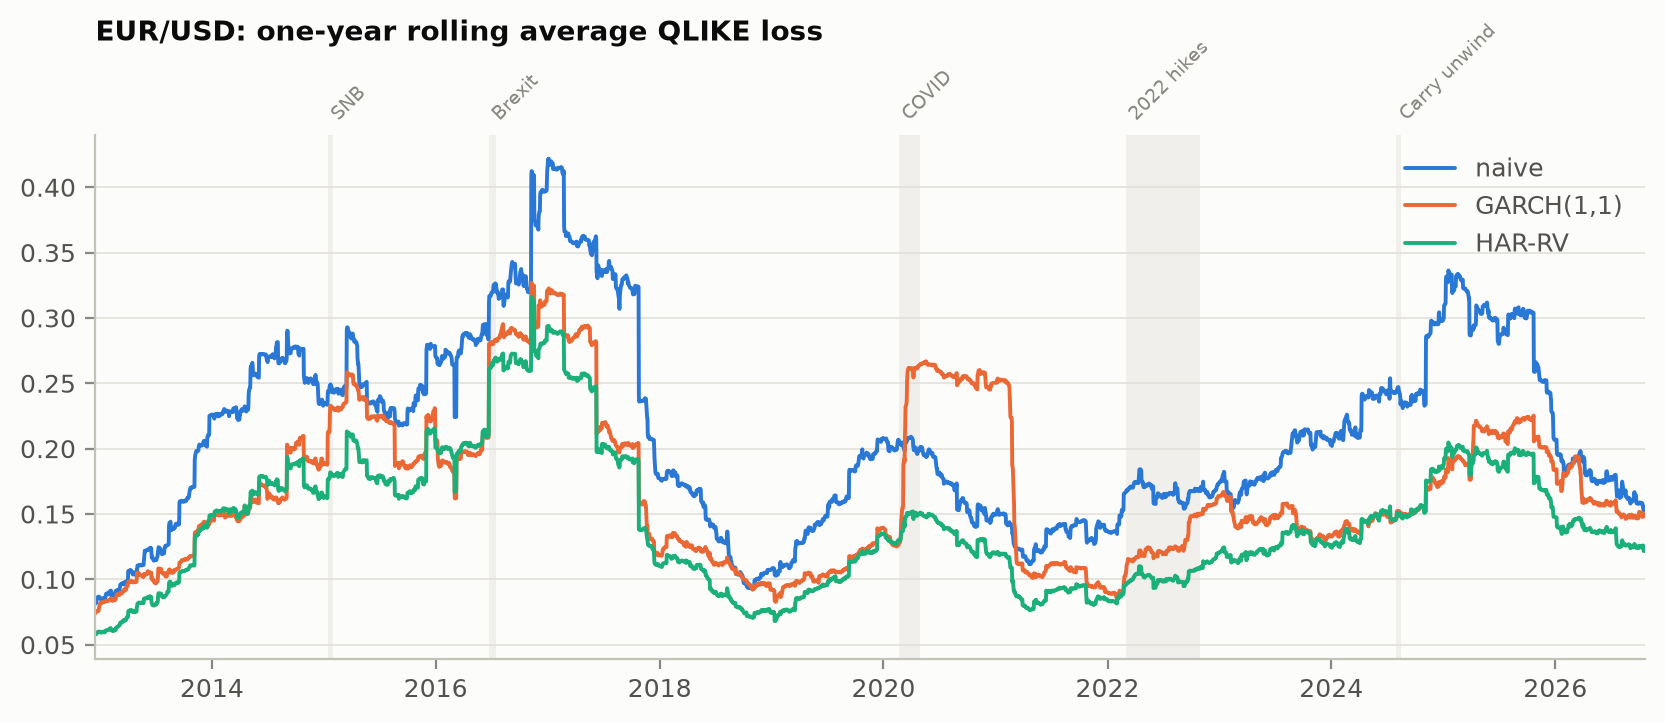 EUR/USD: one-year rolling average QLIKE loss
SNB
Brexit
COVID
2022 hikes
Carry unwind
naive
GARCH(1,1)
HAR-RV
0.40
0.35
0.30
0.25
0.20
0.15
0.10
0.05
2014
2016
2018
2020
2022
2024
2026